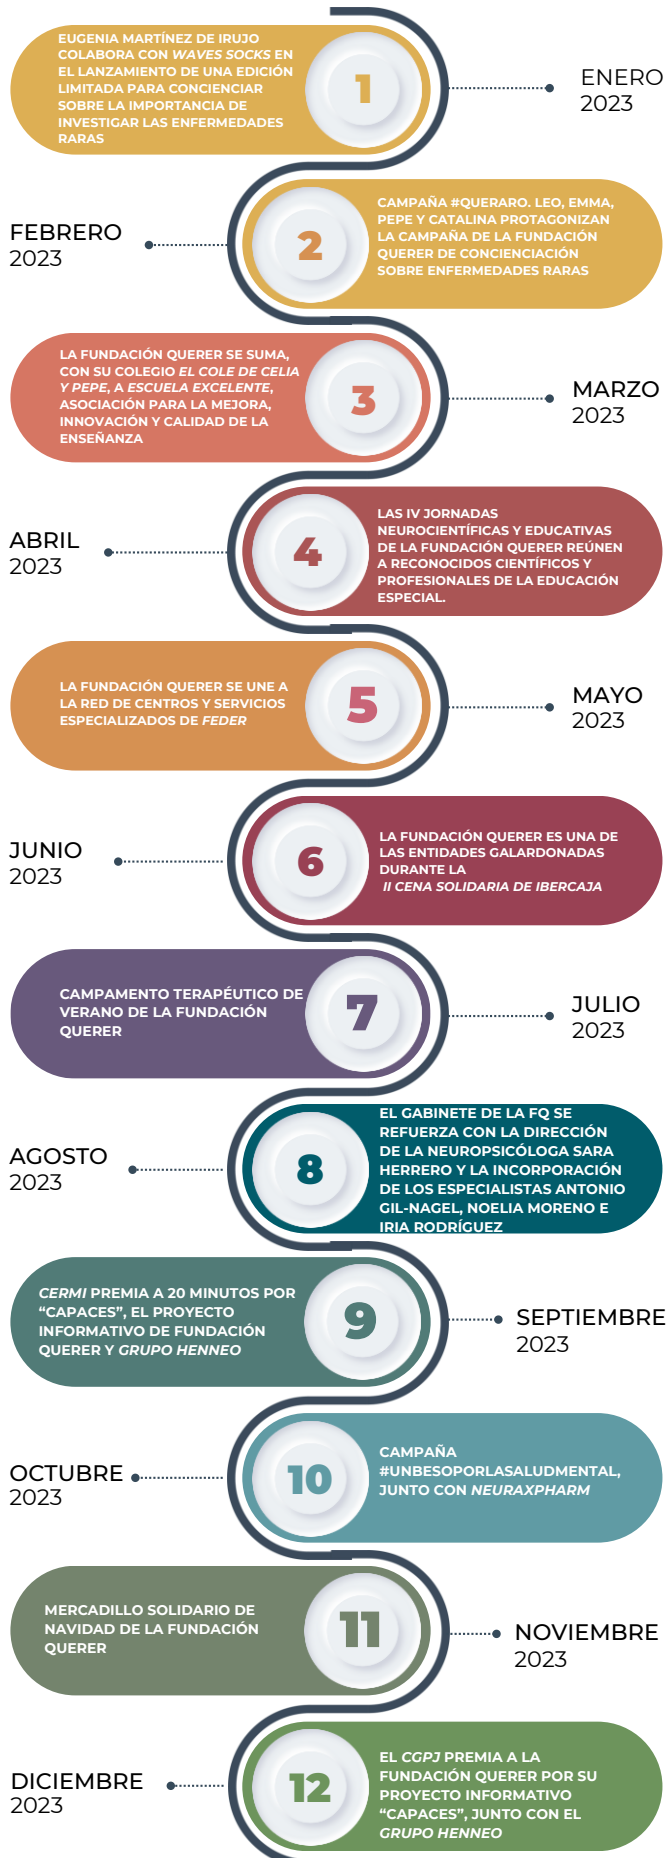 EUGENIA MARTÍNEZ DE IRUJO
COLABORA CON WAVES SOCKS EN
EL LANZAMIENTO DE UNA EDICIÓN
LIMITADA PARA CONCIENCIAR
SOBRE LA IMPORTANCIA DE
INVESTIGAR LAS ENFERMEDADES
RARAS
1
ENERO
2023
FEBRERO
2023
2
CAMPAÑA #QUERARO. LEO, EMMA,
PEPE Y CATALINA PROTAGONIZAN
LA CAMPAÑA DE LA FUNDACIÓN
QUERER DE CONCIENCIACIÓN
SOBRE ENFERMEDADES RARAS
LA FUNDACIÓN QUERER SE SUMA,
CON SU COLEGIO EL COLE DE CELIA
Y PEPE, A ESCUELA EXCELENTE,
ASOCIACIÓN PARA LA MEJORA,
INNOVACIÓN Y CALIDAD DE LA
ENSEÑANZA
3
MARZO
2023
ABRIL
2023
4
LAS IV JORNADAS
NEUROCIENTÍFICAS Y EDUCATIVAS
DE LA FUNDACIÓN QUERER REÚNEN
A RECONOCIDOS CIENTÍFICOS Y
PROFESIONALES DE LA EDUCACIÓN
ESPECIAL.
LA FUNDACIÓN QUERER SE UNE A
LA RED DE CENTROS Y SERVICIOS
ESPECIALIZADOS DE FEDER
5
MAYO
2023
JUNIO
2023
6
LA FUNDACIÓN QUERER ES UNA DE
LAS ENTIDADES GALARDONADAS
DURANTE LA
II CENA SOLIDARIA DE IBERCAJA
CAMPAMENTO TERAPÉUTICO DE
VERANO DE LA FUNDACIÓN
QUERER
7
JULIO
2023
AGOSTO
2023
8
EL GABINETE DE LA FQ SE
REFUERZA CON LA DIRECCIÓN
DE LA NEUROPSICÓLOGA SARA
HERRERO Y LA INCORPORACIÓN
DE LOS ESPECIALISTAS ANTONIO
GIL-NAGEL, NOELIA MORENO E
IRIA RODRÍGUEZ
CERMI PREMIA A 20 MINUTOS POR
“CAPACES”, EL PROYECTO
INFORMATIVO DE FUNDACIÓN
QUERER Y GRUPO HENNEO
9
SEPTIEMBRE
2023
OCTUBRE
2023
10
CAMPAÑA
#UNBESOPORLASALUDMENTAL,
JUNTO CON NEURAXPHARM
MERCADILLO SOLIDARIO DE
NAVIDAD DE LA FUNDACIÓN
QUERER
11
NOVIEMBRE
2023
DICIEMBRE
2023
12
EL CGPJ PREMIA A LA
FUNDACIÓN QUERER POR SU
PROYECTO INFORMATIVO
“CAPACES”, JUNTO CON EL
GRUPO HENNEO